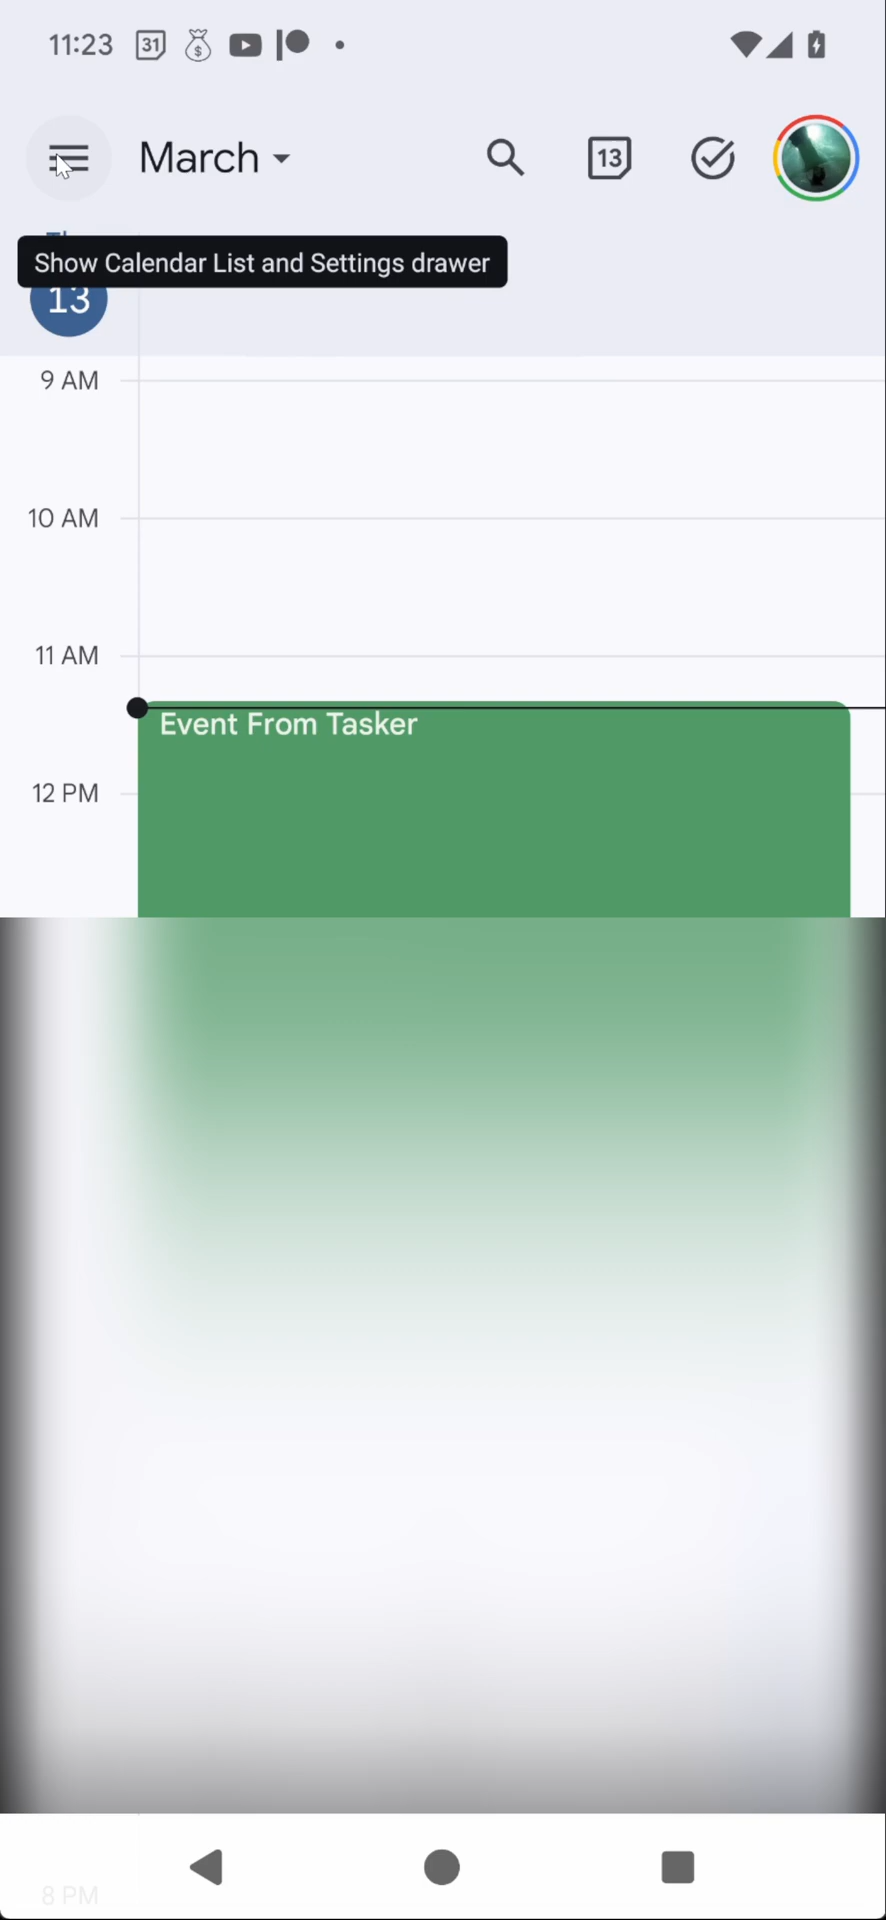 11:23 31
March 13
Show Calendar List and Settings drawer
13
9 AM
10 AM
11 AM
Event From Tasker
12 PM
8 PM